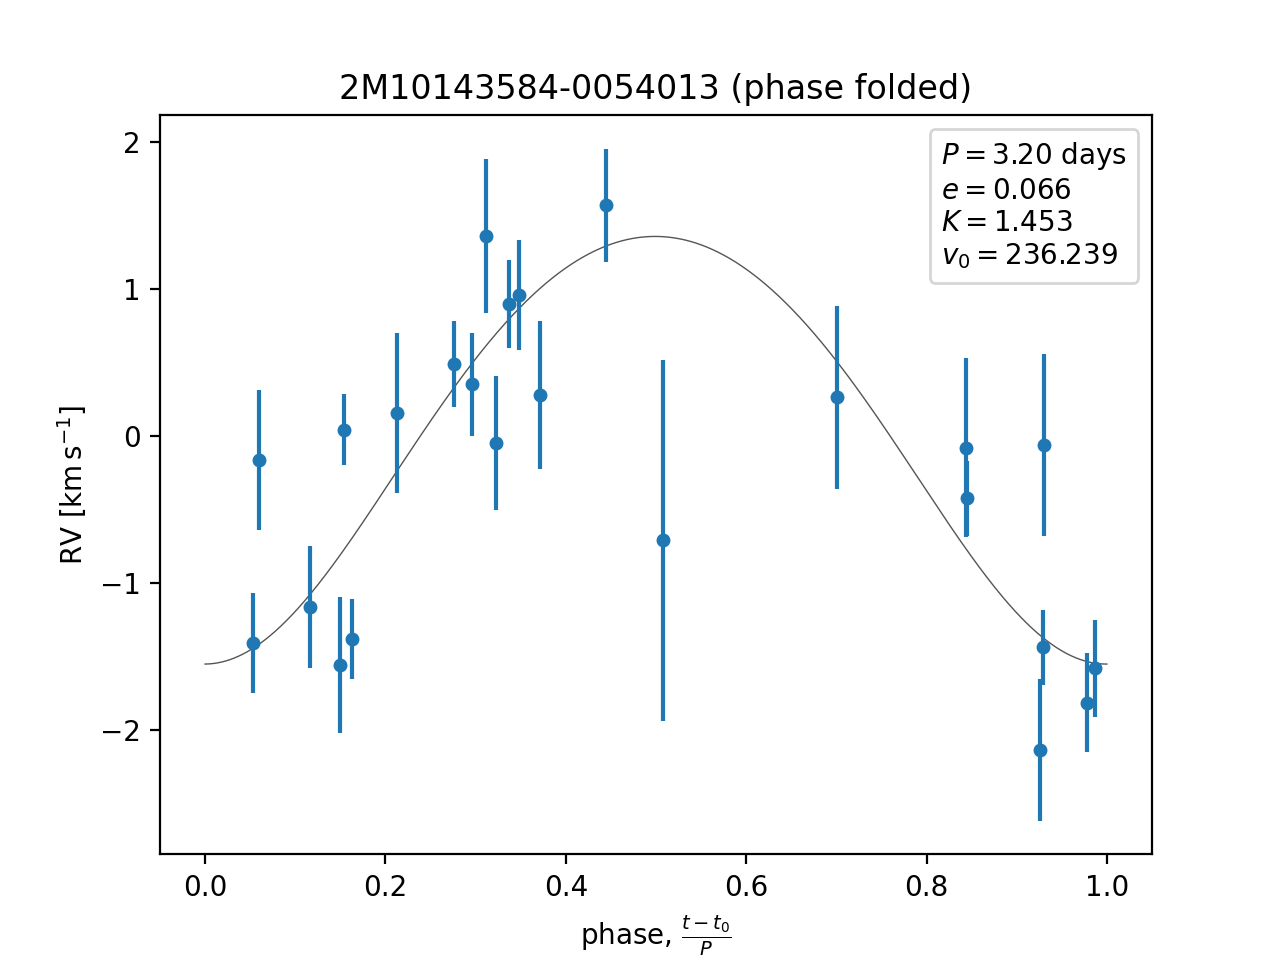 2M10143584-0054013 (phase folded)
P = 3.20 days
e = 0.066
K = 1.453
v₀ = 236.239
2
1
0
−1
−2
RV [km s⁻¹]
0.0 0.2 0.4 0.6 0.8 1.0
phase, (t − t₀)/P